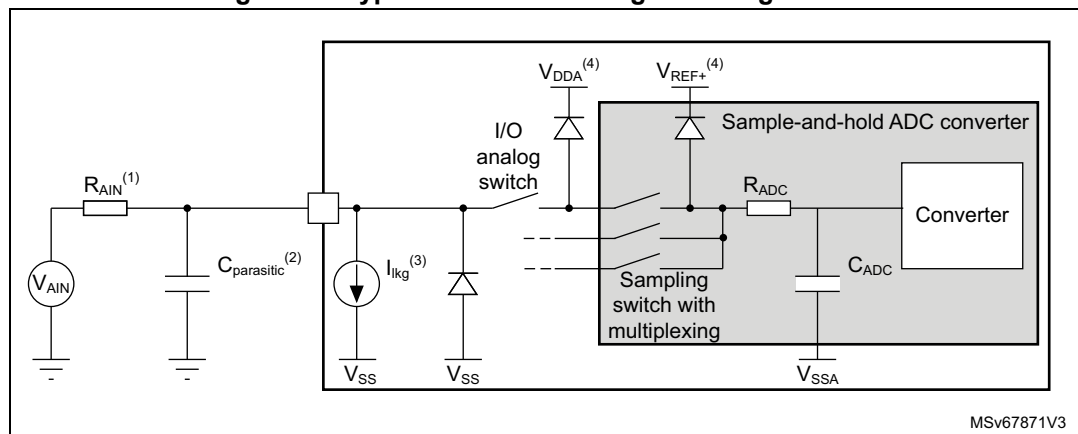 V_DDA^(4)
V_REF+^(4)
Sample-and-hold ADC converter
I/O
analog
switch
R_AIN^(1)
R_ADC
Converter
C_parasitic^(2)
I_lkg^(3)
V_AIN
Sampling
switch with
multiplexing
C_ADC
V_SS
V_SS
V_SSA
MSv67871V3